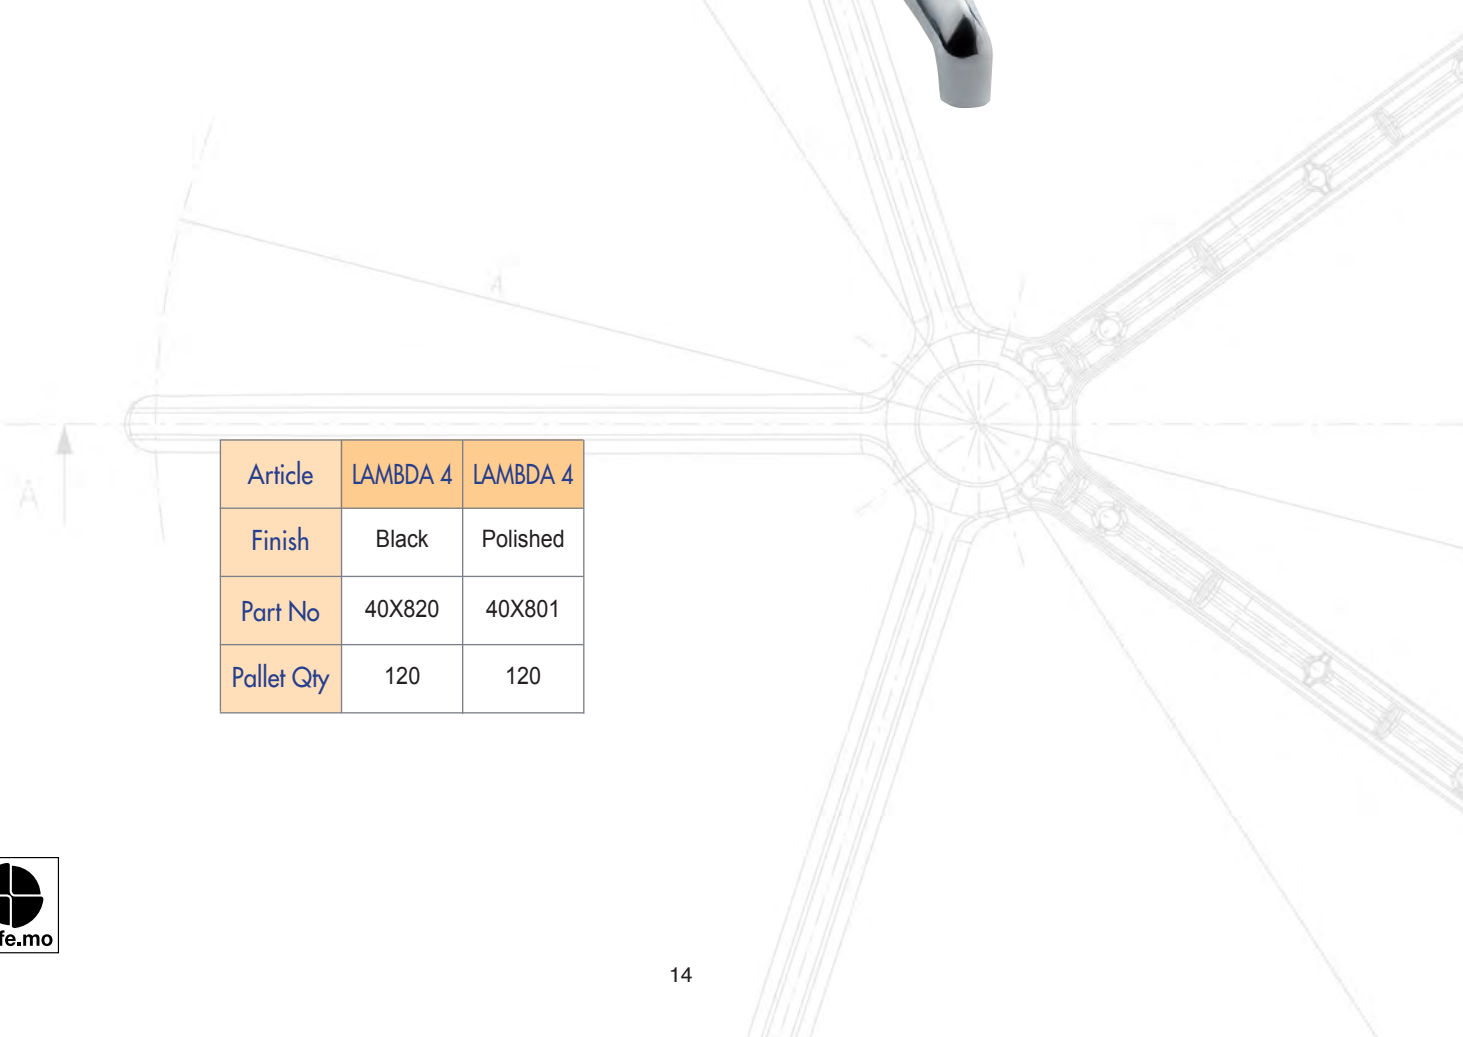 A
A
Article LAMBDA 4 LAMBDA 4
Finish Black Polished
Part No 40X820 40X801
Pallet Qty 120 120
fe.mo
14